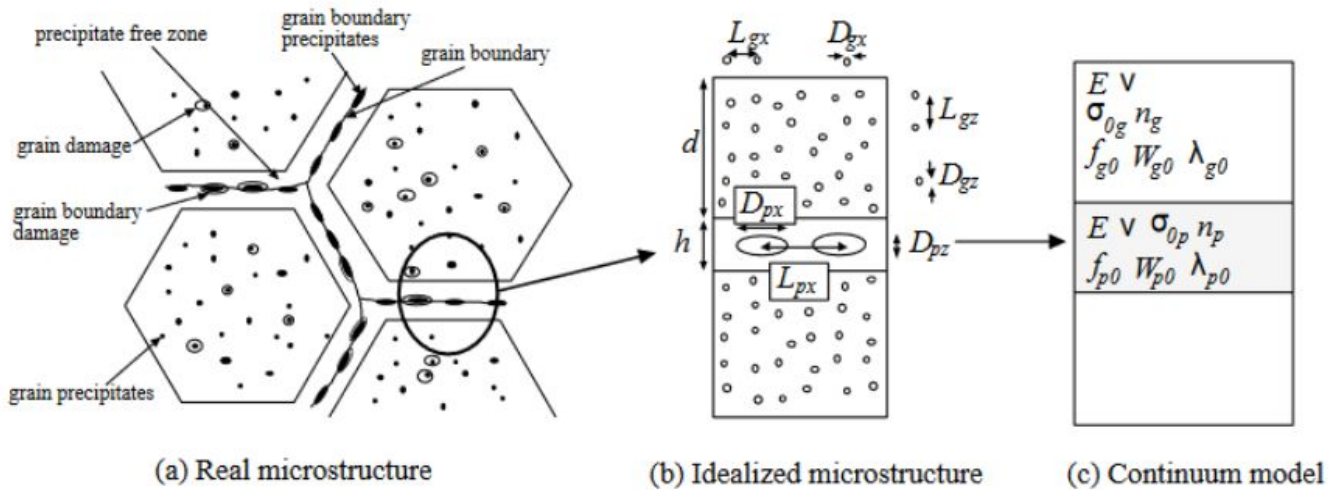 precipitate free zone
grain boundary
precipitates
grain boundary
grain damage
grain boundary
damage
grain precipitates
(a) Real microstructure
L_gx
D_gx
d
L_gz
D_gz
D_px
h
D_pz
L_px
(b) Idealized microstructure
E ν
σ_0g n_g
f_g0 W_g0 λ_g0
E ν σ_0p n_p
f_p0 W_p0 λ_p0
(c) Continuum model